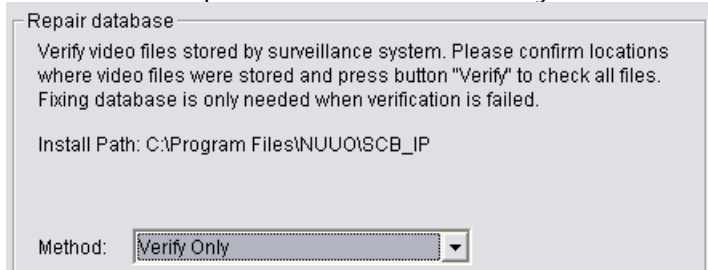 Repair database
Verify video files stored by surveillance system. Please confirm locations
where video files were stored and press button "Verify" to check all files.
Fixing database is only needed when verification is failed.
Install Path: C:\Program Files\NUUO\SCB_IP
Method: Verify Only